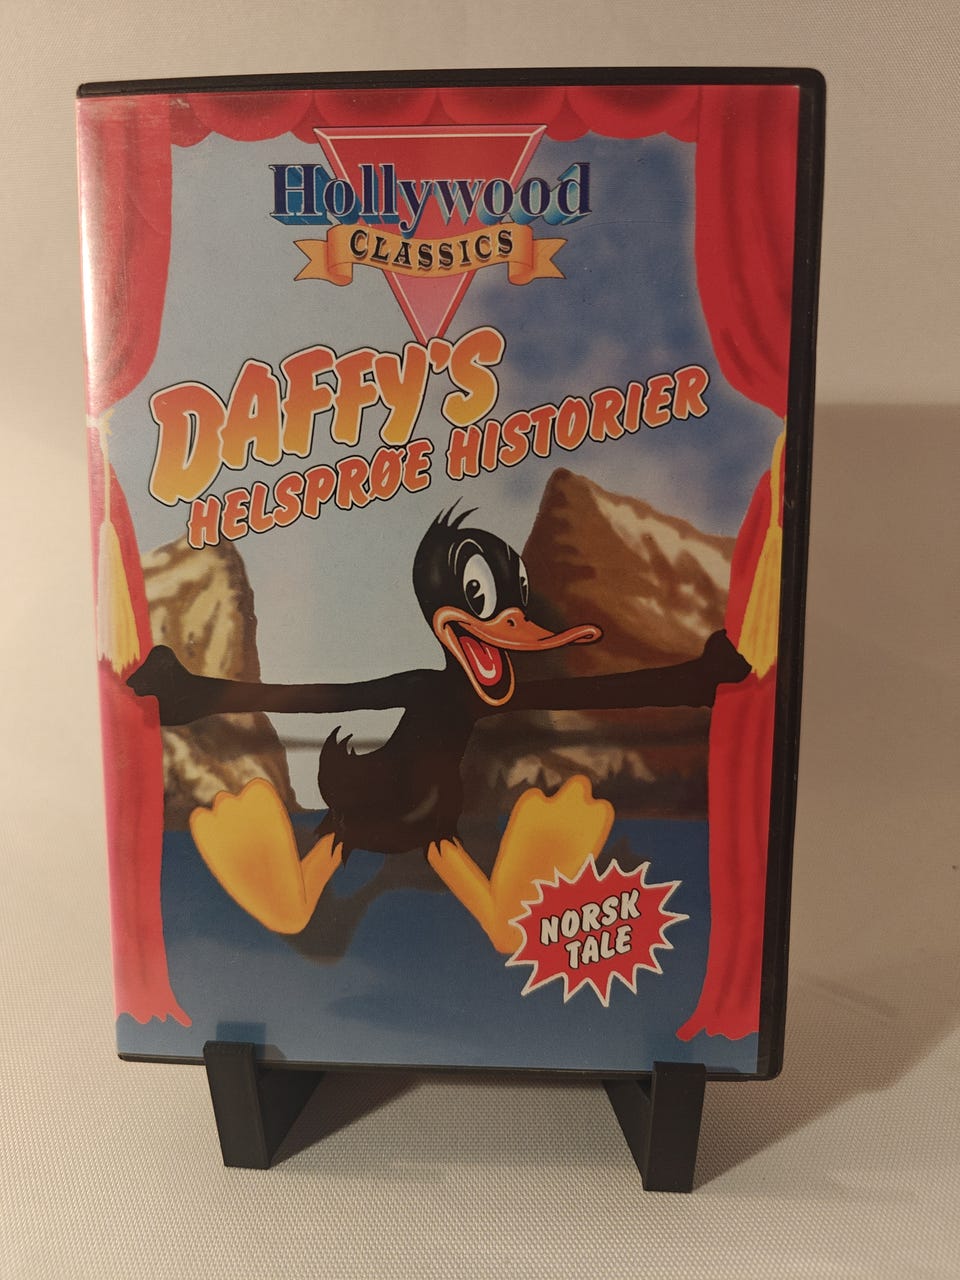 Hollywood
CLASSICS
DAFFY'S
HELSPRØE HISTORIER
NORSK
TALE